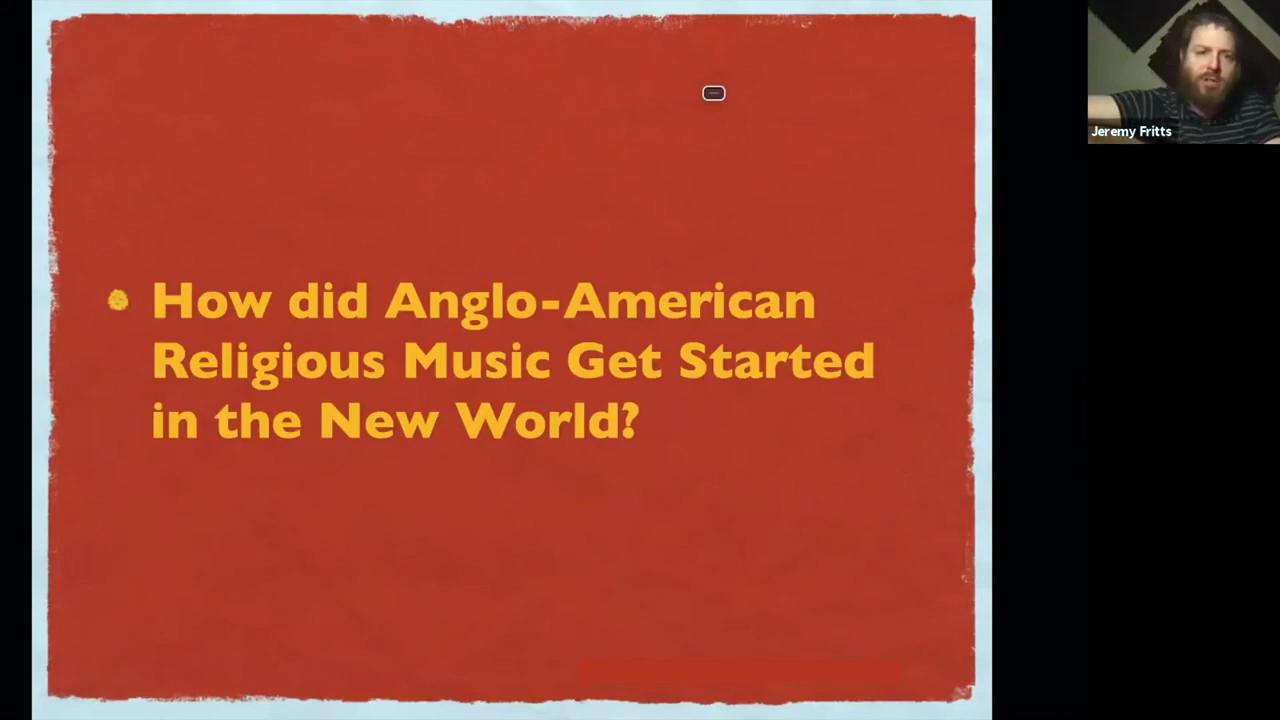 How did Anglo-American
Religious Music Get Started
in the New World?
Jeremy Fritts